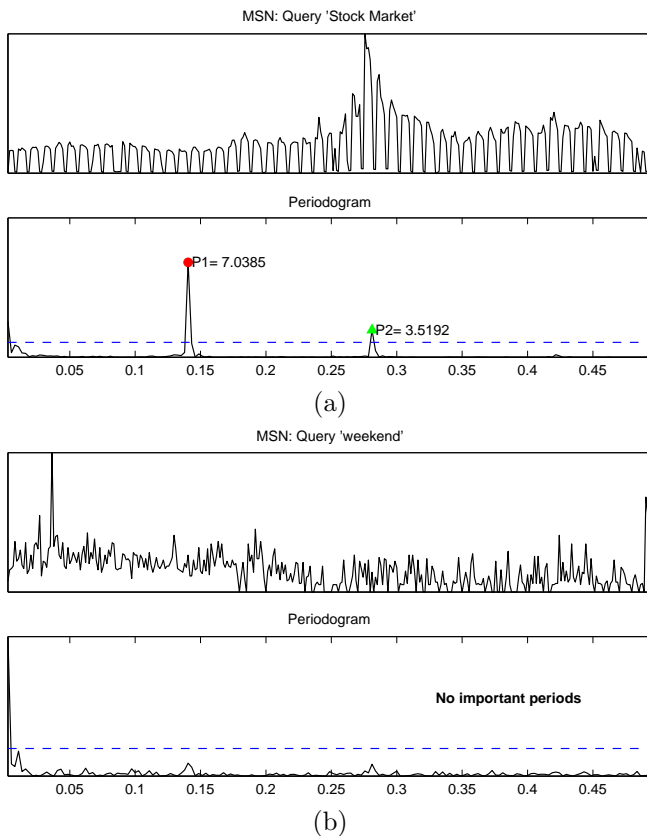 MSN: Query 'Stock Market'
Periodogram
P1= 7.0385
P2= 3.5192
0.05 0.1 0.15 0.2 0.25 0.3 0.35 0.4 0.45
(a)
MSN: Query 'weekend'
Periodogram
No important periods
0.05 0.1 0.15 0.2 0.25 0.3 0.35 0.4 0.45
(b)